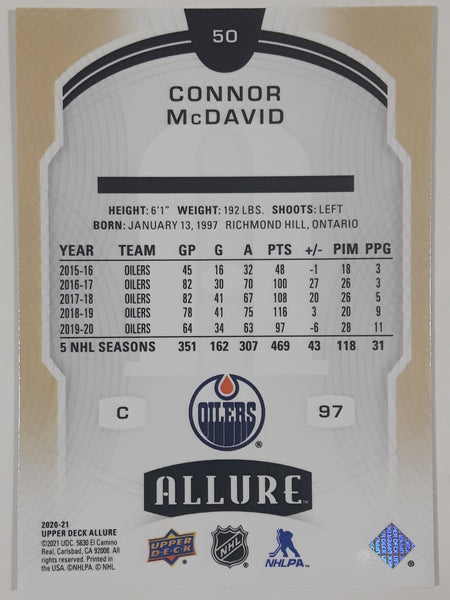 50
CONNOR
McDAVID
HEIGHT: 6'1" WEIGHT: 192 LBS. SHOOTS: LEFT
BORN: JANUARY 13, 1997 RICHMOND HILL, ONTARIO
YEAR TEAM GP G A PTS +/- PIM PPG
2015-16 OILERS 45 16 32 48 -1 18 3
2016-17 OILERS 82 30 70 100 27 26 3
2017-18 OILERS 82 41 67 108 20 26 5
2018-19 OILERS 78 41 75 116 3 20 9
2019-20 OILERS 64 34 63 97 -6 28 11
5 NHL SEASONS 351 162 307 469 43 118 31
C OILERS ® 97
ALLURE™
2020-21
UPPER DECK ALLURE
©2021 UDC. 5830 El Camino
Real, Carlsbad, CA 92008. All
rights reserved. Printed in
the USA. ©NHLPA. © NHL.
UPPER DECK
NHL
NHLPA
®